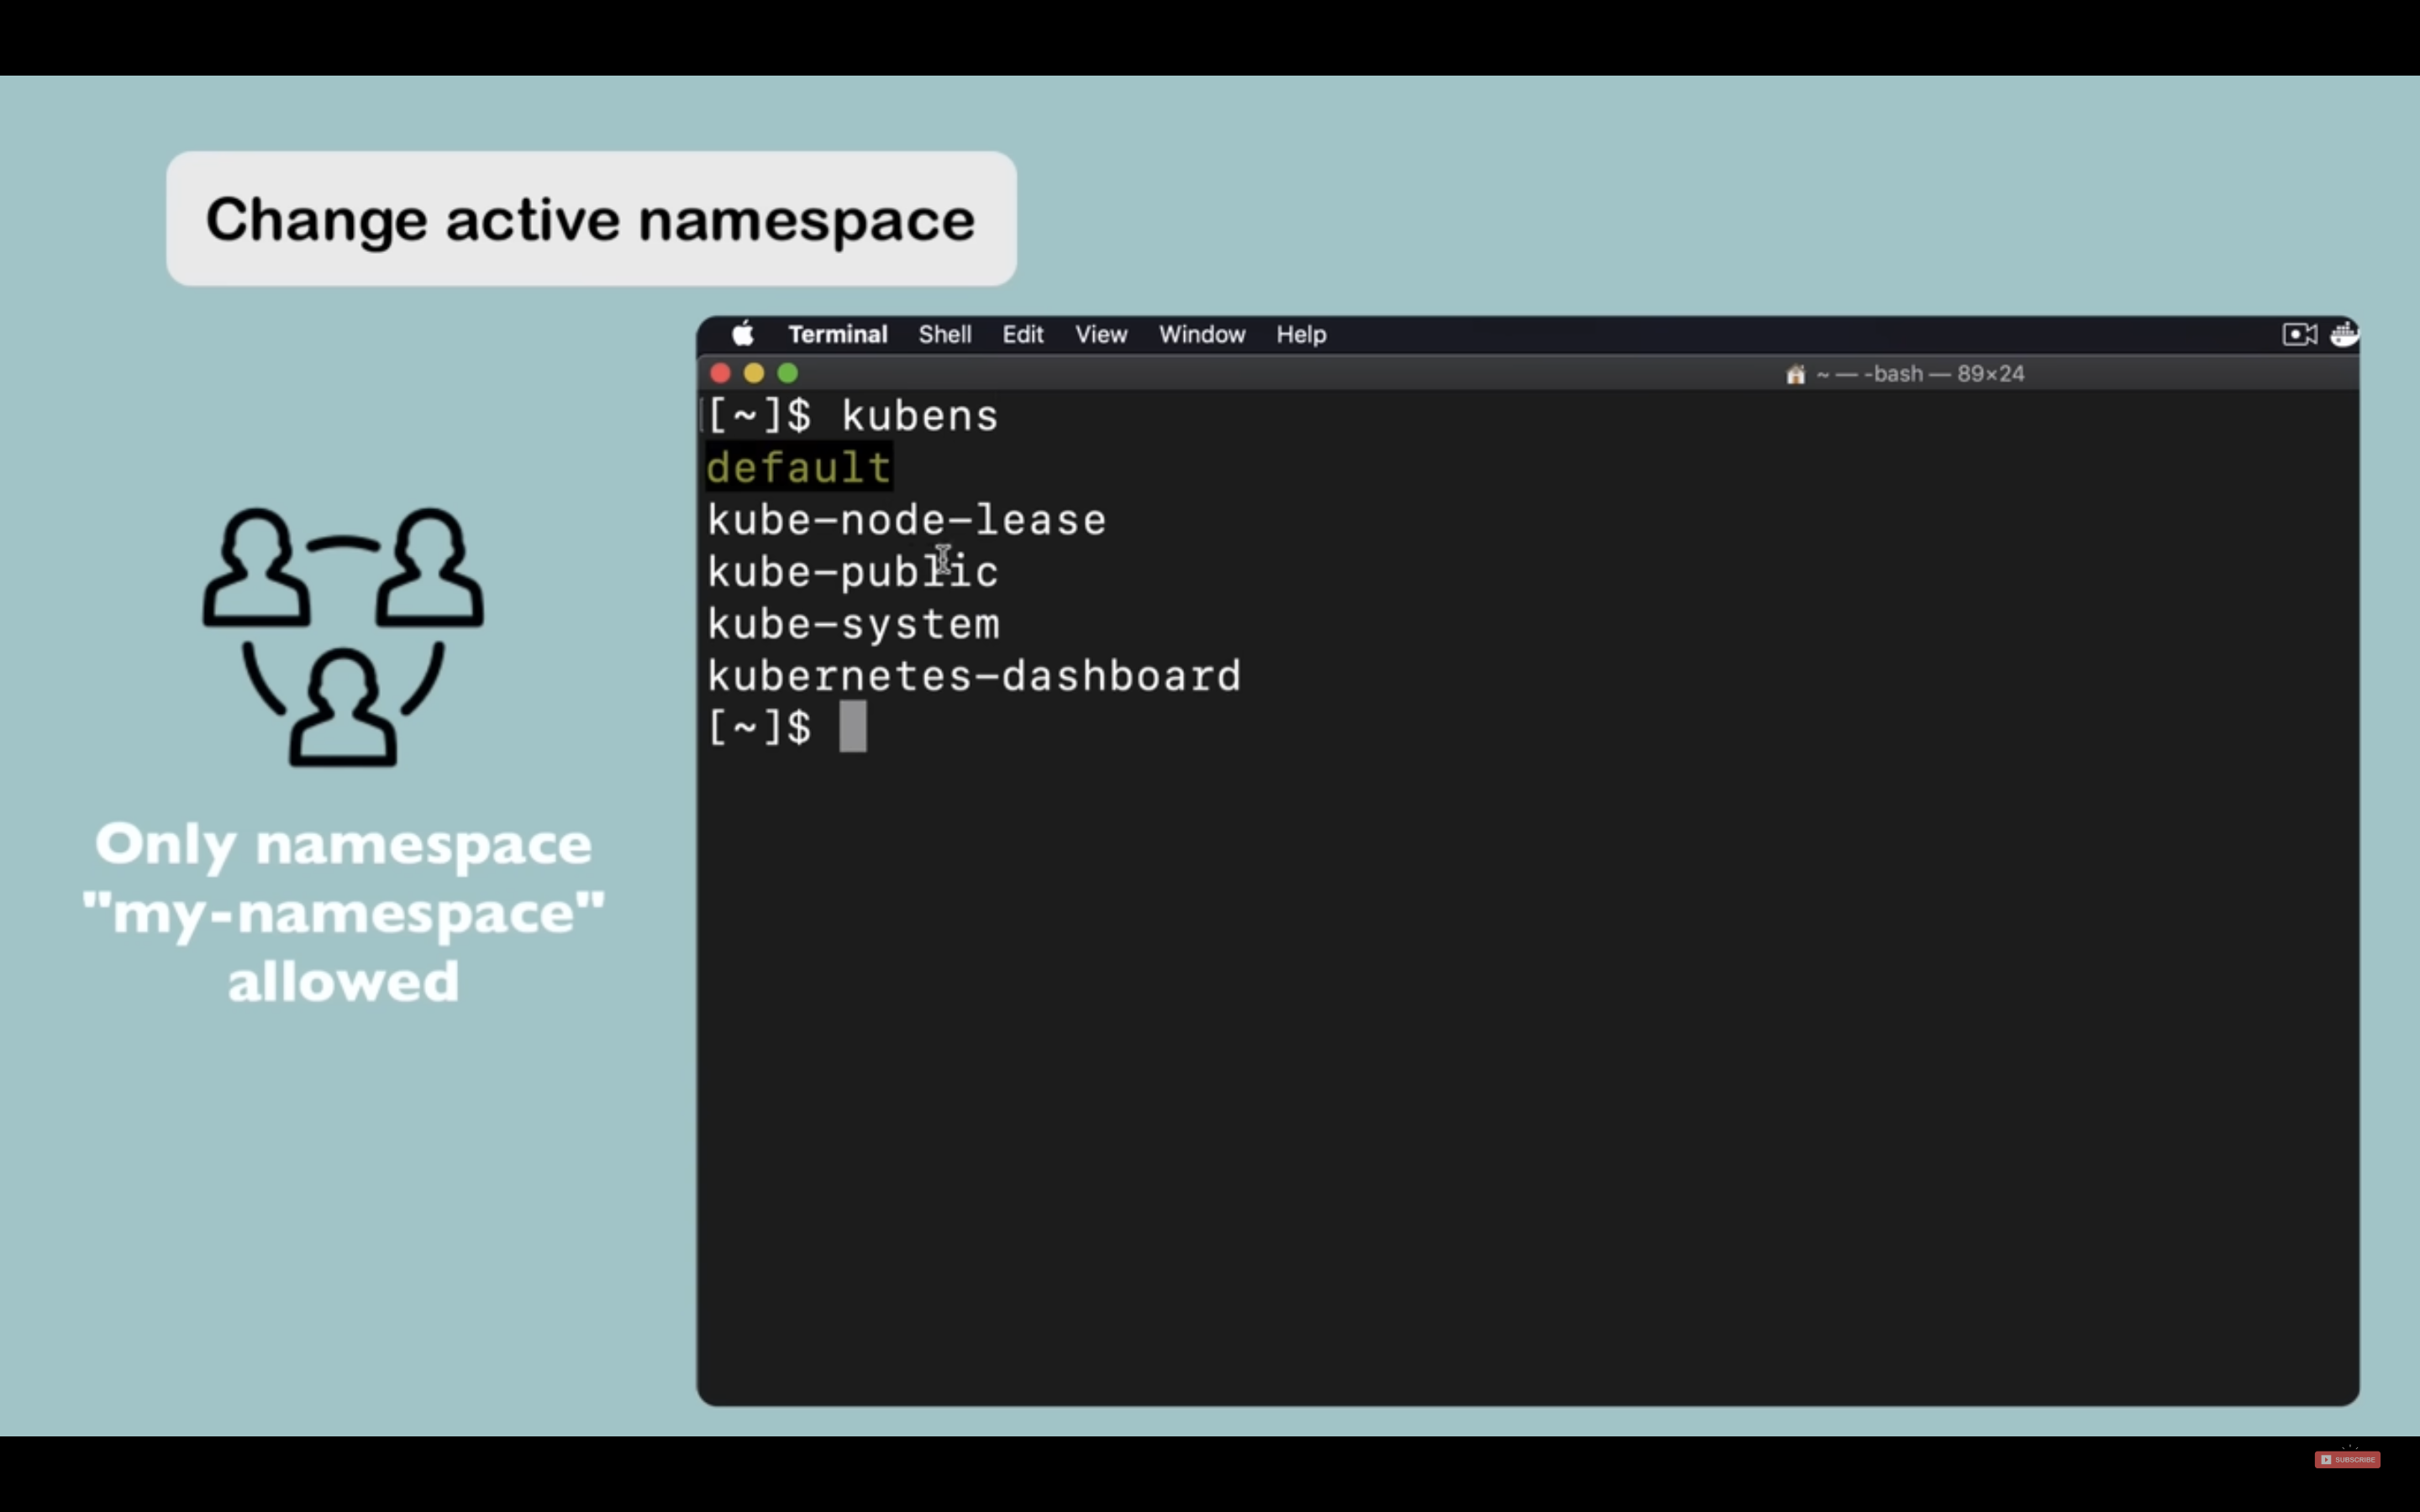 Change active namespace
Terminal Shell Edit View Window Help
~ — -bash — 89×24
[~]$ kubens
default
kube-node-lease
kube-public
kube-system
kubernetes-dashboard
[~]$
Only namespace
"my-namespace"
allowed
SUBSCRIBE